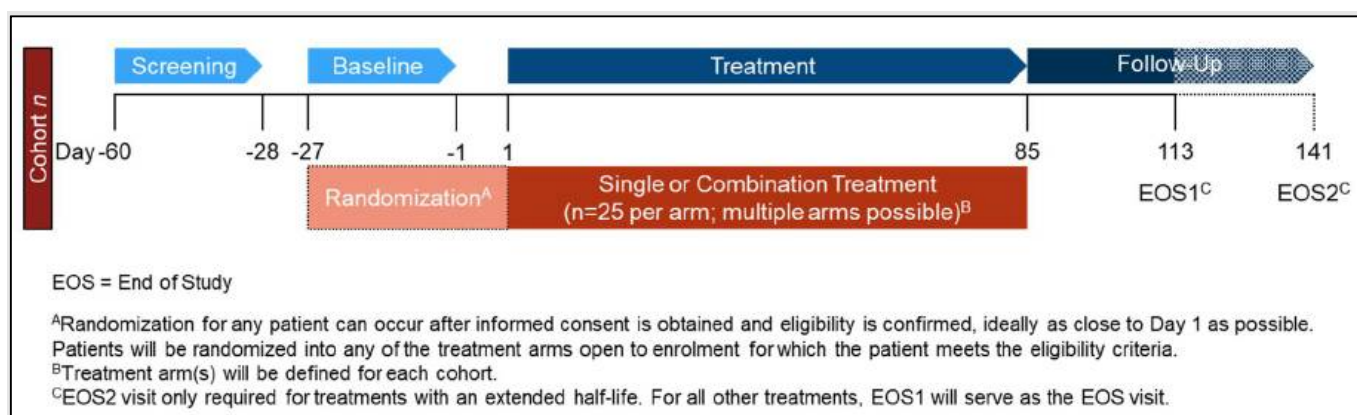 Cohort n
Screening
Baseline
Treatment
Follow-Up
Day -60
-28
-27
-1
1
85
113
141
Randomization^A
Single or Combination Treatment
(n=25 per arm; multiple arms possible)^B
EOS1^C
EOS2^C
EOS = End of Study
^ARandomization for any patient can occur after informed consent is obtained and eligibility is confirmed, ideally as close to Day 1 as possible.
Patients will be randomized into any of the treatment arms open to enrolment for which the patient meets the eligibility criteria.
^BTreatment arm(s) will be defined for each cohort.
^CEOS2 visit only required for treatments with an extended half-life. For all other treatments, EOS1 will serve as the EOS visit.